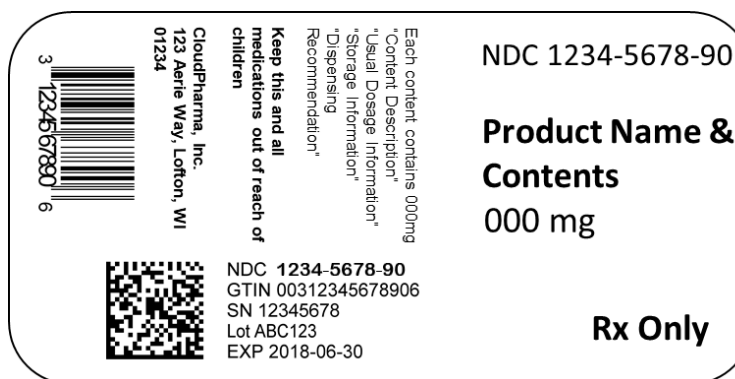 Each content contains 000mg
"Content Description"
"Usual Dosage Information"
"Storage Information"
"Dispensing
Recommendation"
Keep this and all
medications out of reach of
children
CloudPharma, Inc.
123 Aerie Way, Lofton, WI
01234
3 1234567890 6
NDC 1234-5678-90
GTIN 00312345678906
SN 12345678
Lot ABC123
EXP 2018-06-30
NDC 1234-5678-90
Product Name &
Contents
000 mg
Rx Only